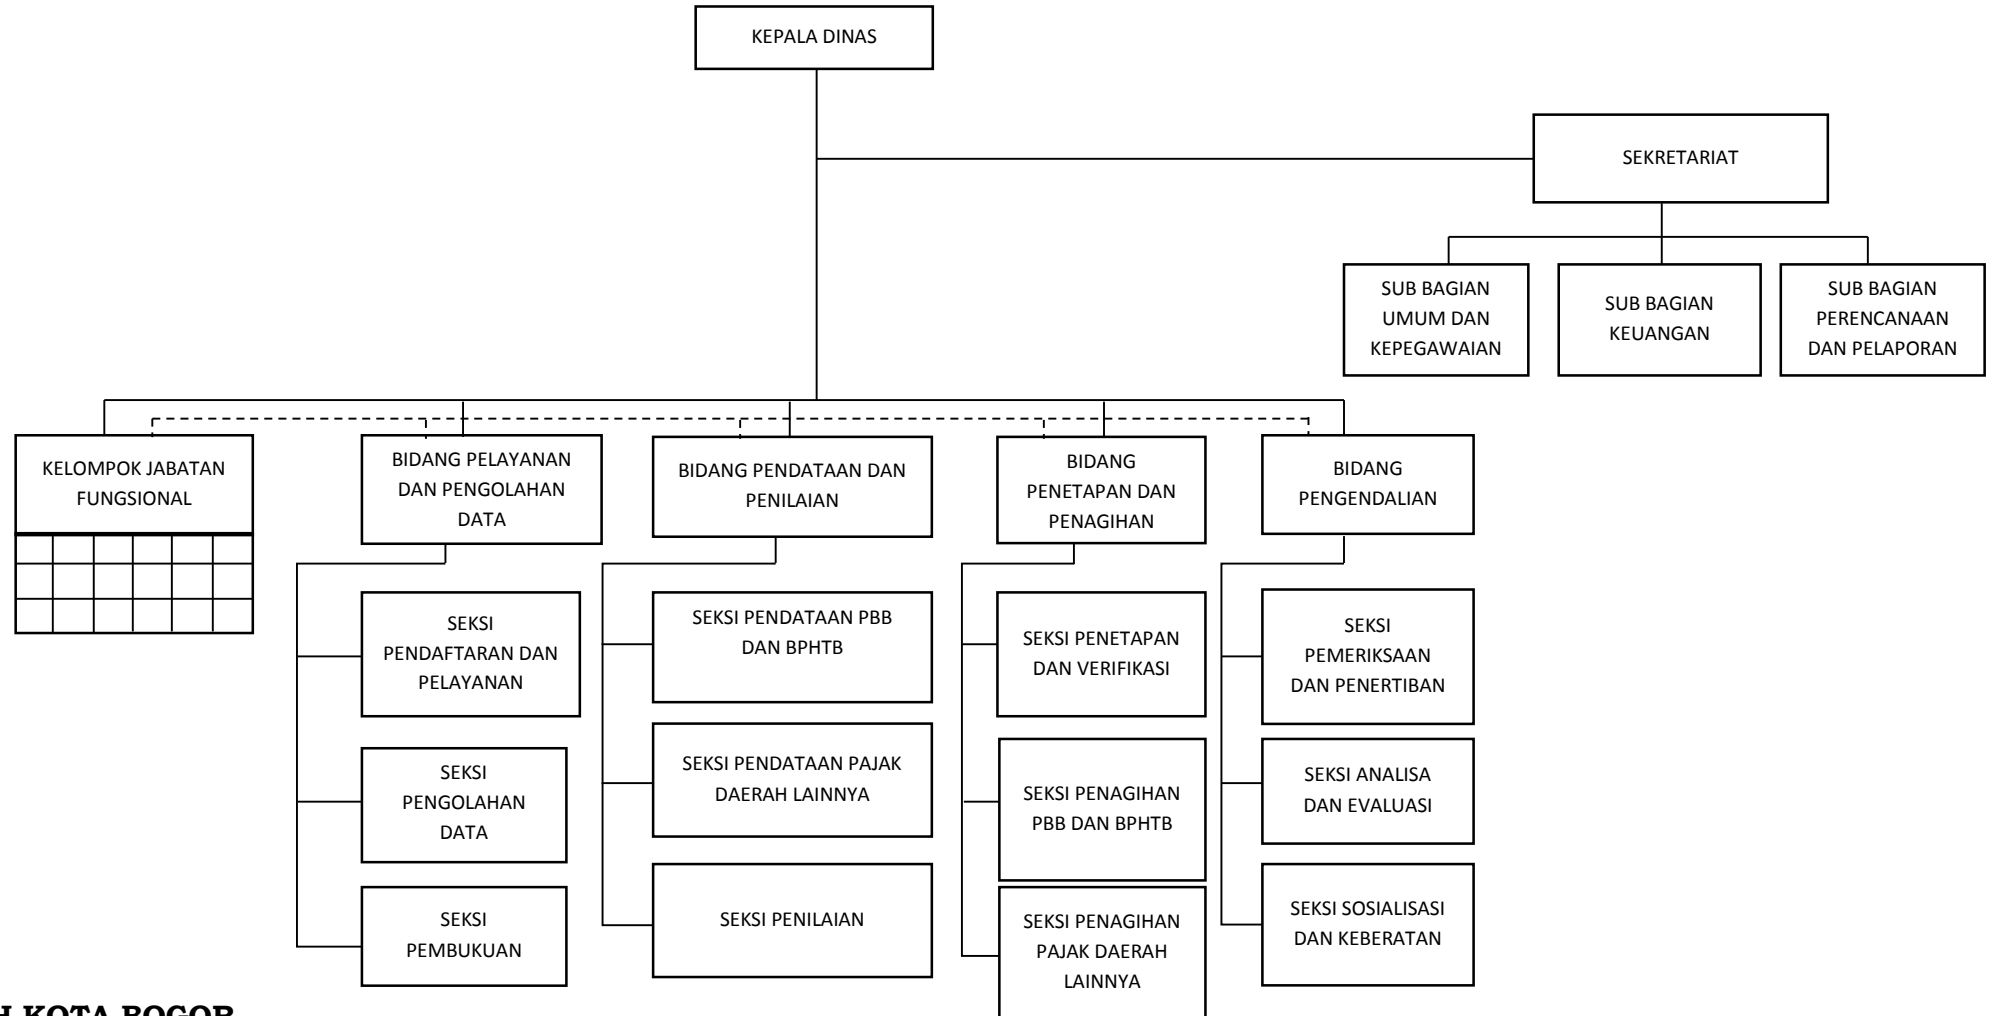 KEPALA DINAS
SEKRETARIAT
SUB BAGIAN
UMUM DAN
KEPEGAWAIAN
SUB BAGIAN
KEUANGAN
SUB BAGIAN
PERENCANAAN
DAN PELAPORAN
KELOMPOK JABATAN
FUNGSIONAL
BIDANG PELAYANAN
DAN PENGOLAHAN
DATA
BIDANG PENDATAAN DAN
PENILAIAN
BIDANG
PENETAPAN DAN
PENAGIHAN
BIDANG
PENGENDALIAN
SEKSI
PENDAFTARAN DAN
PELAYANAN
SEKSI
PENGOLAHAN
DATA
SEKSI
PEMBUKUAN
SEKSI PENDATAAN PBB
DAN BPHTB
SEKSI PENDATAAN PAJAK
DAERAH LAINNYA
SEKSI PENILAIAN
SEKSI PENETAPAN
DAN VERIFIKASI
SEKSI PENAGIHAN
PBB DAN BPHTB
SEKSI PENAGIHAN
PAJAK DAERAH
LAINNYA
SEKSI
PEMERIKSAAN
DAN PENERTIBAN
SEKSI ANALISA
DAN EVALUASI
SEKSI SOSIALISASI
DAN KEBERATAN
KOTA BOGOR